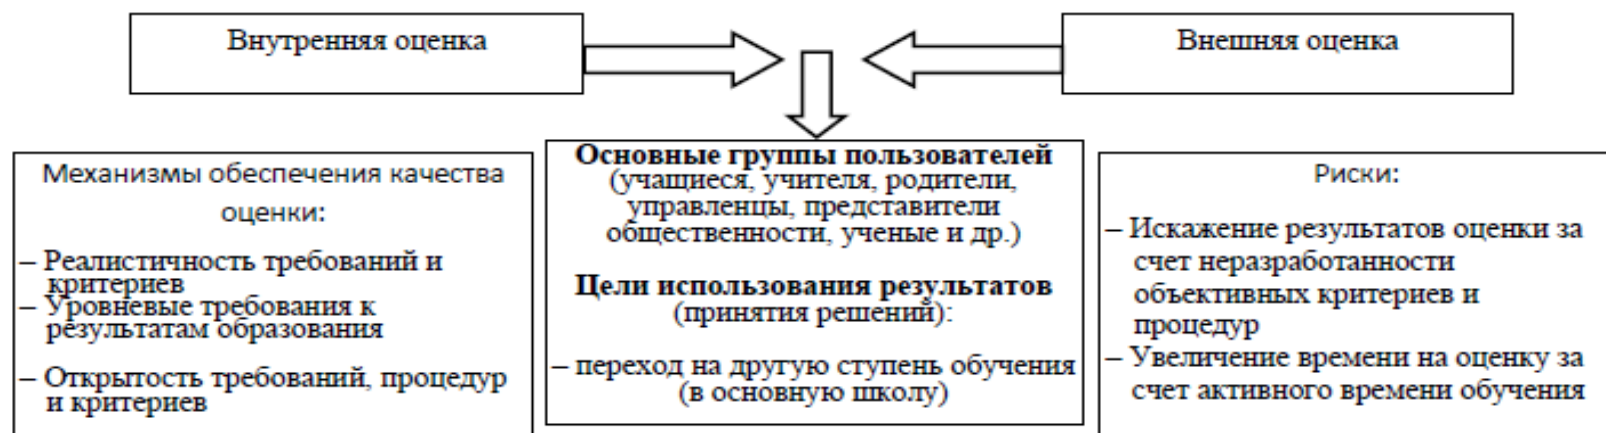 Внутренняя оценка
Внешняя оценка
Механизмы обеспечения качества
оценки:
– Реалистичность требований и
критериев
– Уровневые требования к
результатам образования
– Открытость требований, процедур
и критериев
Основные группы пользователей
(учащиеся, учителя, родители,
управленцы, представители
общественности, ученые и др.)
Цели использования результатов
(принятия решений):
– переход на другую ступень обучения
(в основную школу)
Риски:
– Искажение результатов оценки за
счет неразработанности
объективных критериев и
процедур
– Увеличение времени на оценку за
счет активного времени обучения